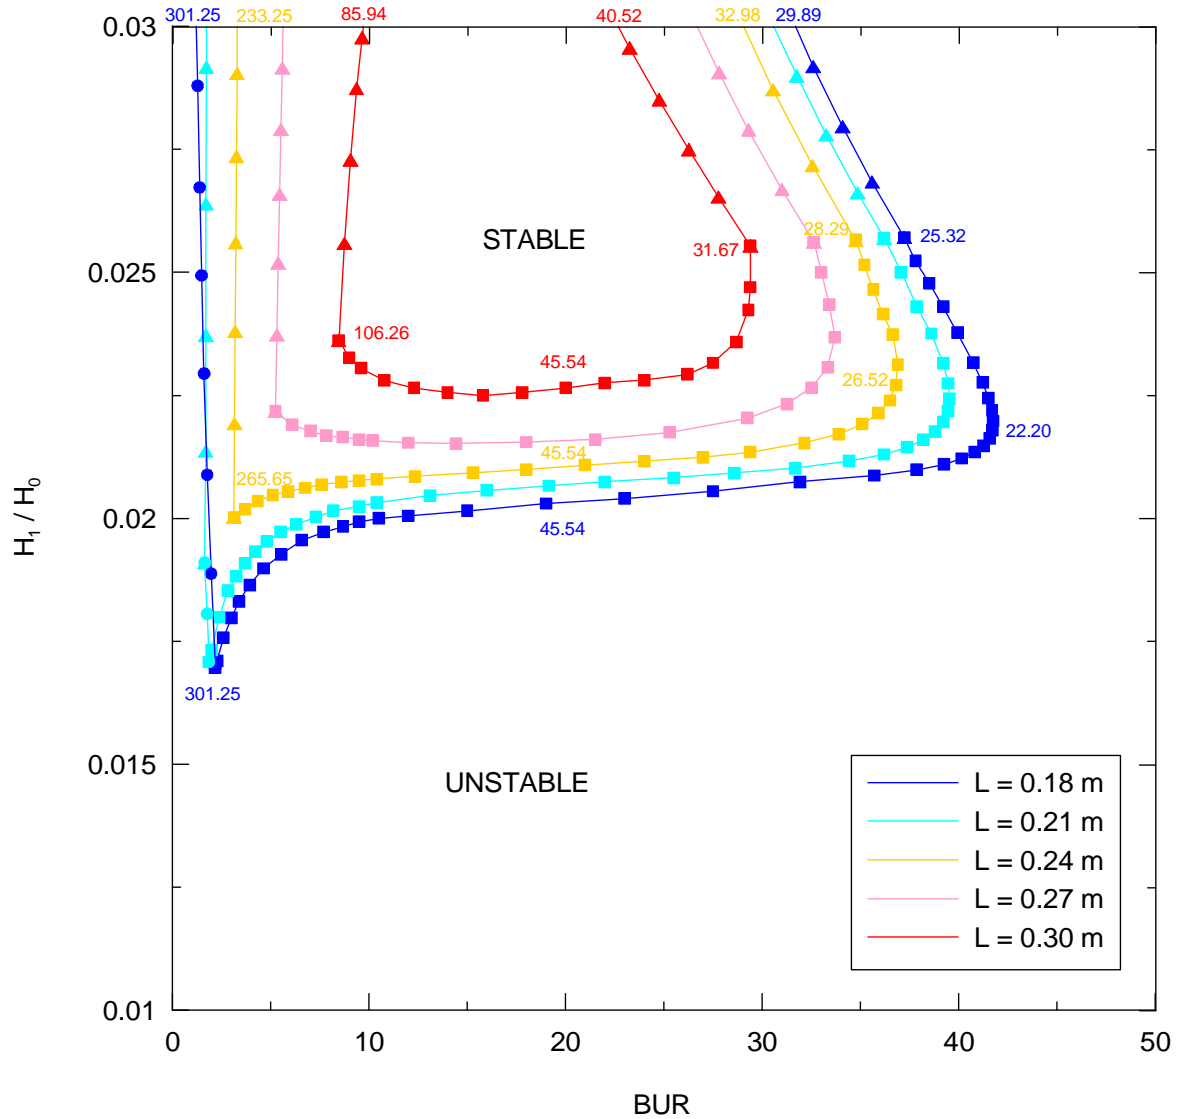 301.25 233.25 85.94 40.52 32.98 29.89
0.03
STABLE
28.29
25.32
31.67
0.025
106.26
45.54
26.52
22.20
45.54
265.65
0.02
45.54
H1 / H0
301.25
0.015
UNSTABLE
L = 0.18 m
L = 0.21 m
L = 0.24 m
L = 0.27 m
L = 0.30 m
0.01
0 10 20 30 40 50
BUR